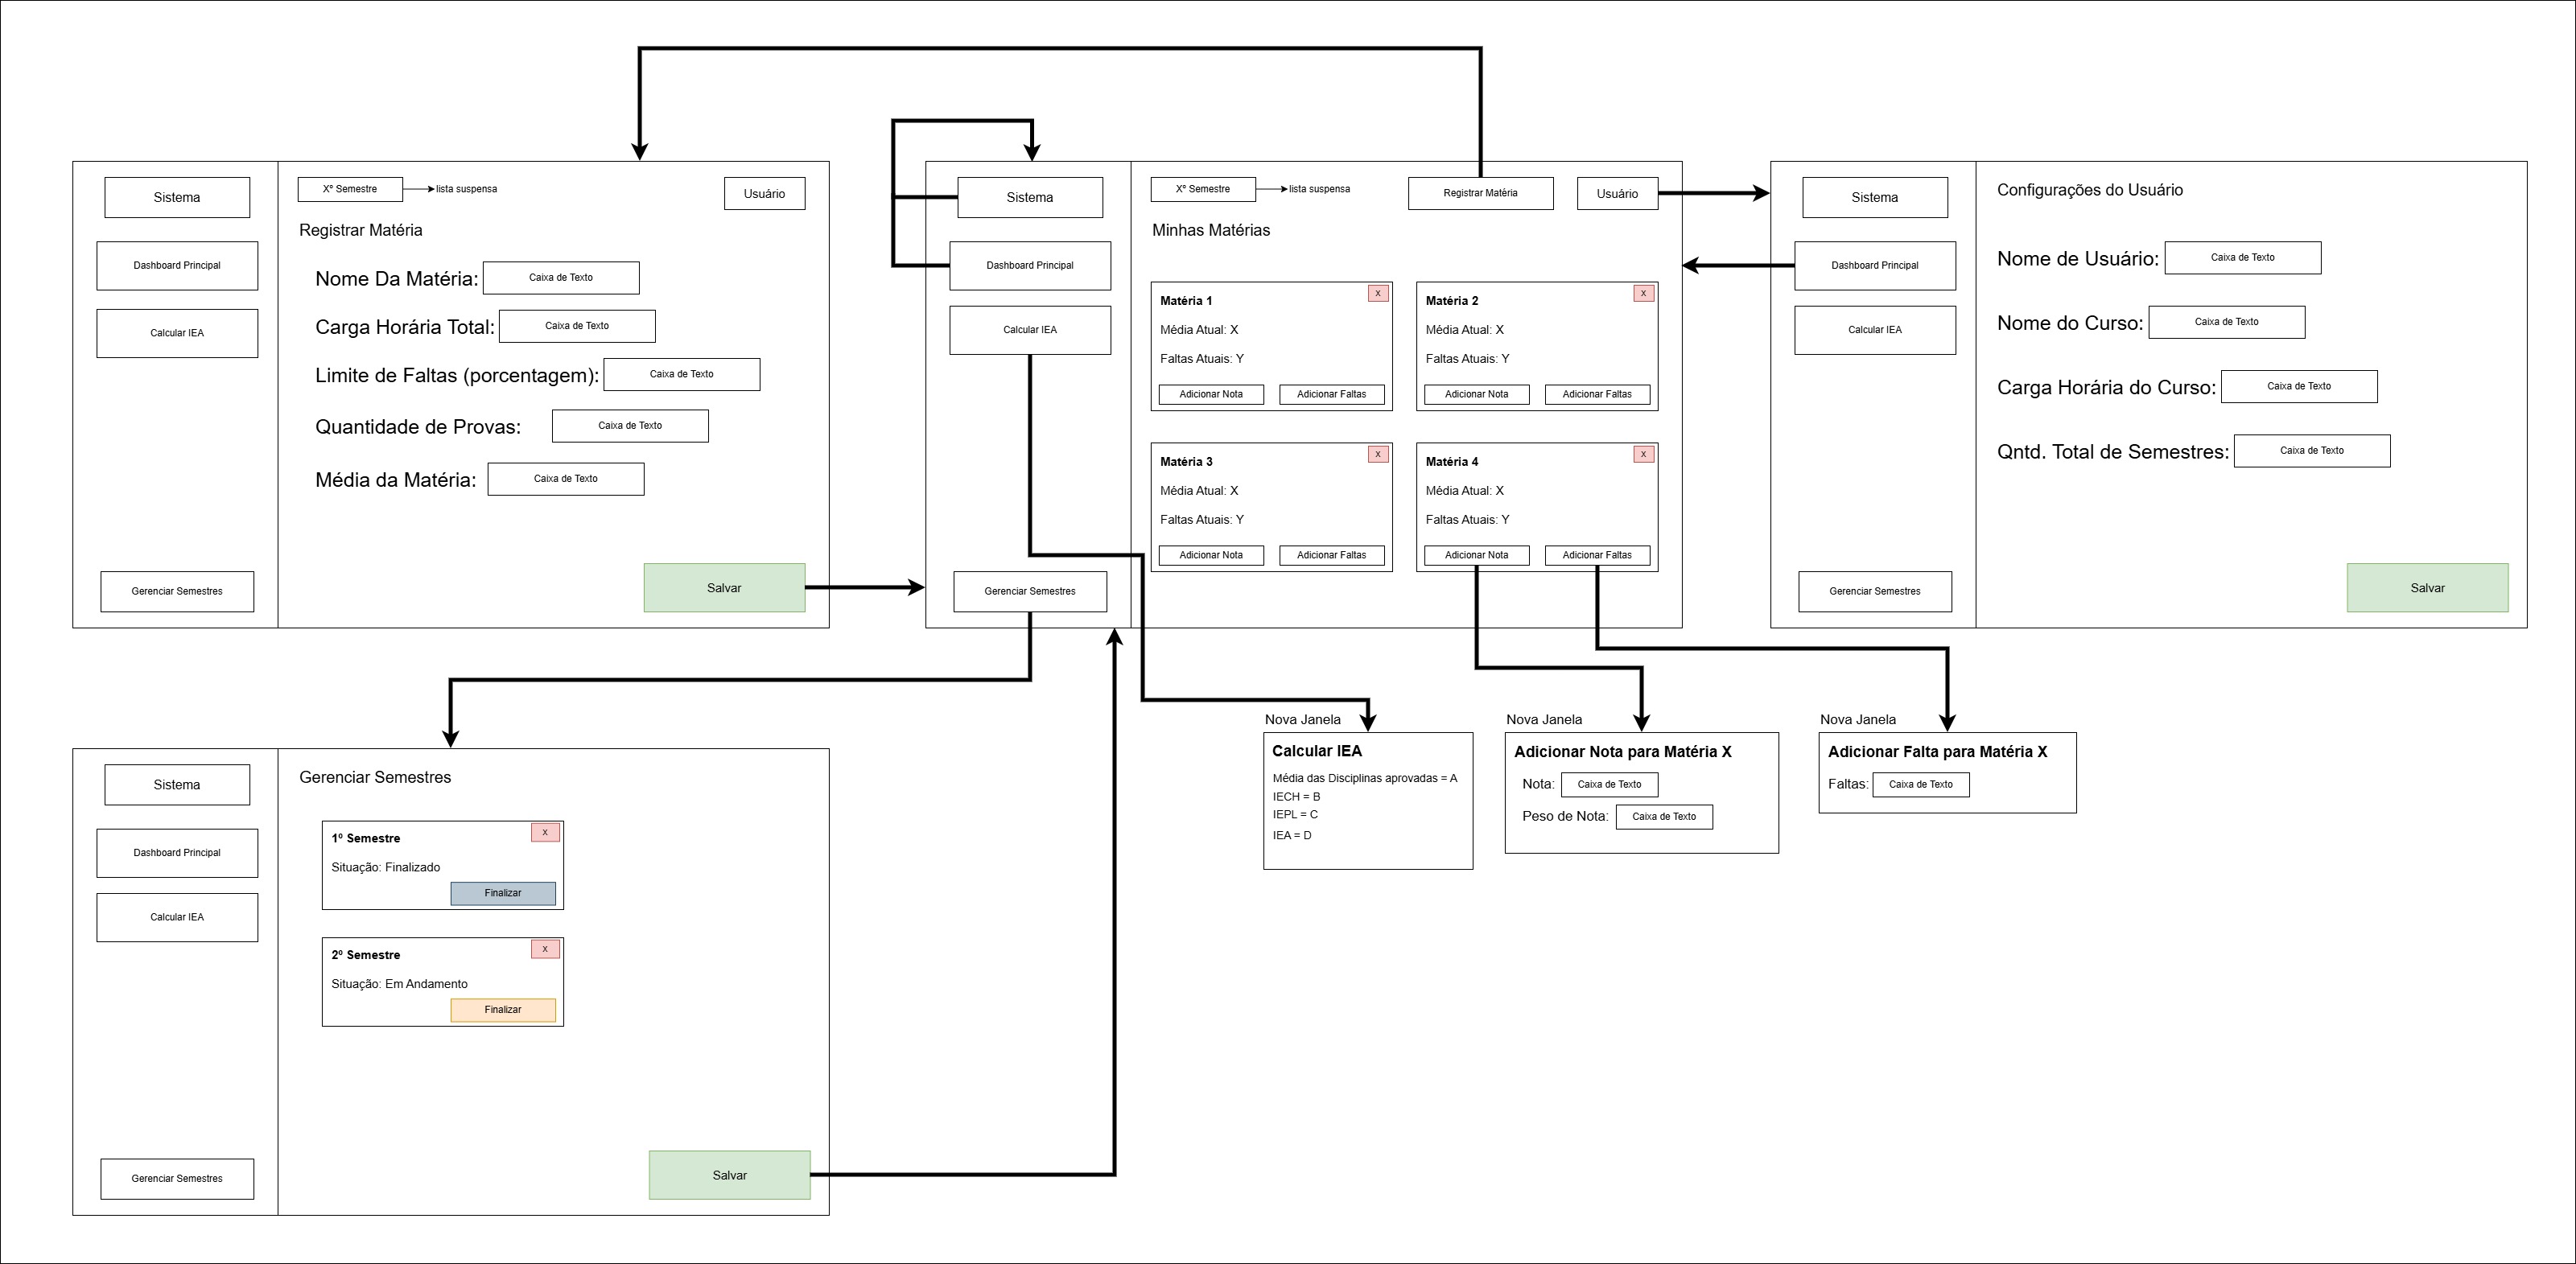 Sistema
Dashboard Principal
Calcular IEA
Gerenciar Semestres
Xº Semestre
lista suspensa
Usuário
Registrar Matéria
Nome Da Matéria: Caixa de Texto
Carga Horária Total: Caixa de Texto
Limite de Faltas (porcentagem): Caixa de Texto
Quantidade de Provas: Caixa de Texto
Média da Matéria: Caixa de Texto
Salvar
Sistema
Dashboard Principal
Calcular IEA
Gerenciar Semestres
Xº Semestre
lista suspensa
Registrar Matéria
Usuário
Minhas Matérias
Matéria 1
X
Média Atual: X
Faltas Atuais: Y
Adicionar Nota
Adicionar Faltas
Matéria 2
X
Média Atual: X
Faltas Atuais: Y
Adicionar Nota
Adicionar Faltas
Matéria 3
X
Média Atual: X
Faltas Atuais: Y
Adicionar Nota
Adicionar Faltas
Matéria 4
X
Média Atual: X
Faltas Atuais: Y
Adicionar Nota
Adicionar Faltas
Sistema
Dashboard Principal
Calcular IEA
Gerenciar Semestres
Configurações do Usuário
Nome de Usuário: Caixa de Texto
Nome do Curso: Caixa de Texto
Carga Horária do Curso: Caixa de Texto
Qntd. Total de Semestres: Caixa de Texto
Salvar
Sistema
Dashboard Principal
Calcular IEA
Gerenciar Semestres
Gerenciar Semestres
1º Semestre
X
Situação: Finalizado
Finalizar
2º Semestre
X
Situação: Em Andamento
Finalizar
Salvar
Nova Janela
Calcular IEA
Média das Disciplinas aprovadas = A
IECH = B
IEPL = C
IEA = D
Nova Janela
Adicionar Nota para Matéria X
Nota: Caixa de Texto
Peso de Nota: Caixa de Texto
Nova Janela
Adicionar Falta para Matéria X
Faltas: Caixa de Texto